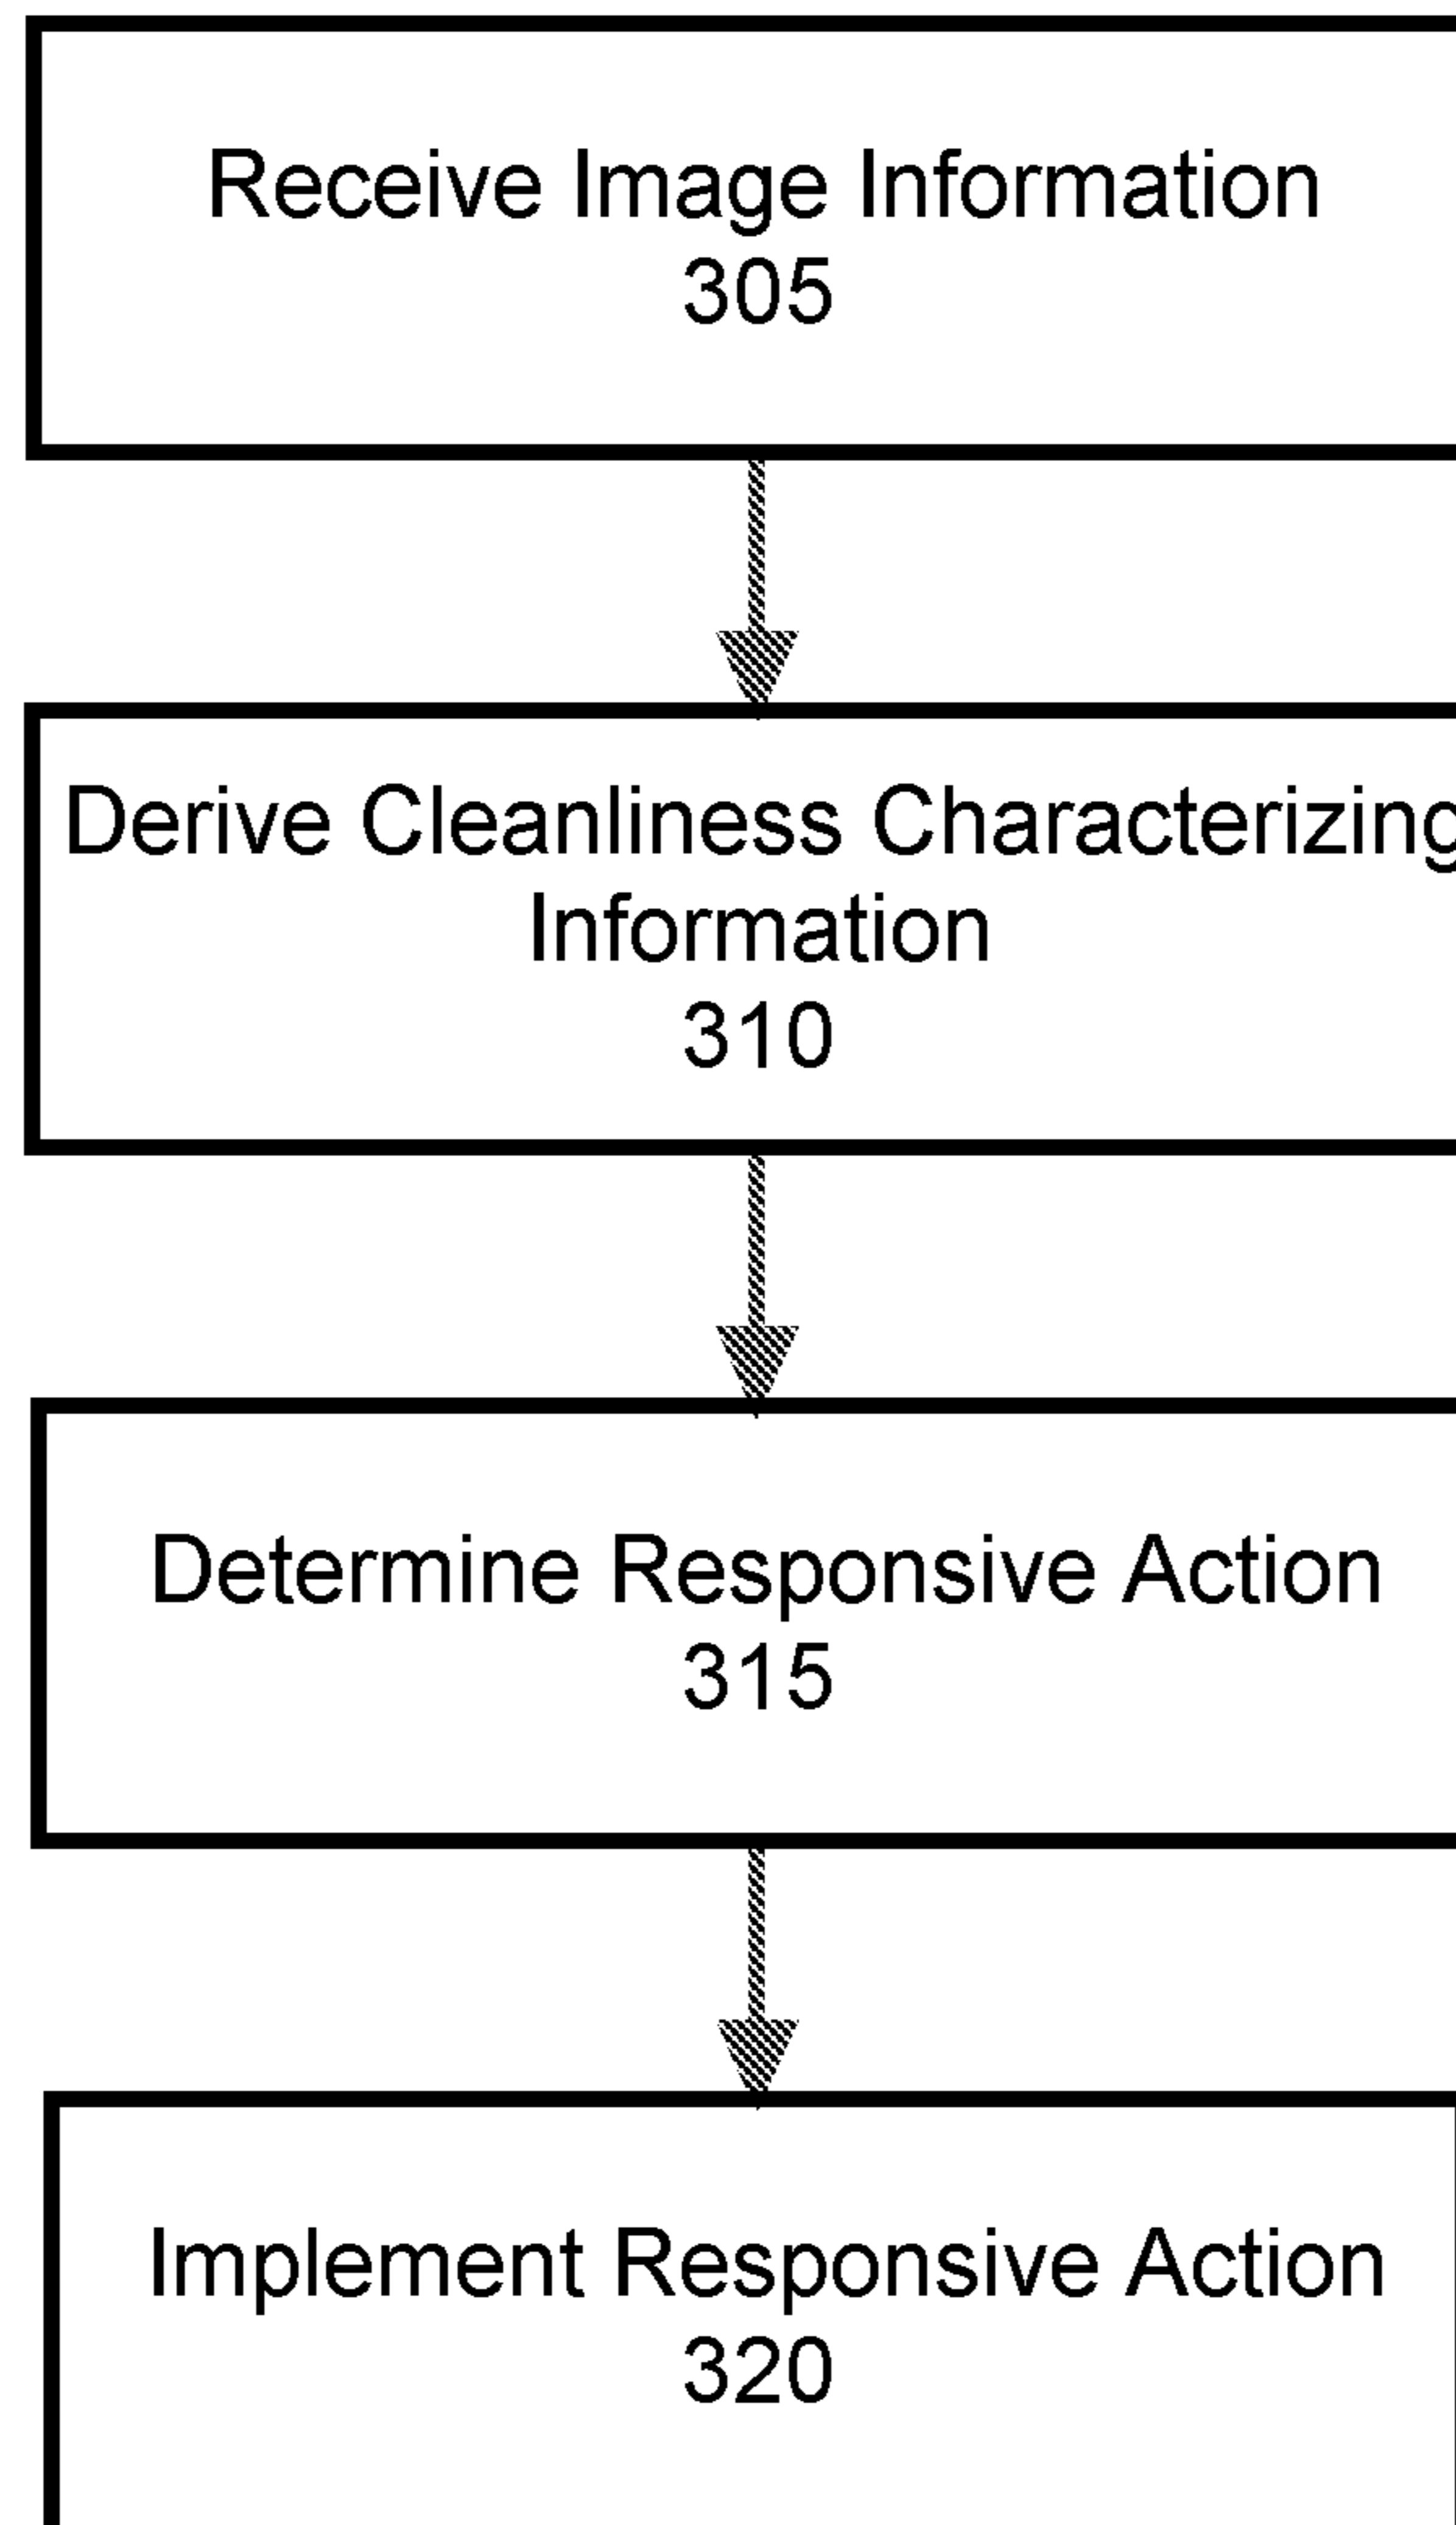 Receive Image Information
305
Derive Cleanliness Characterizing
Information
310
Determine Responsive Action
315
Implement Responsive Action
320